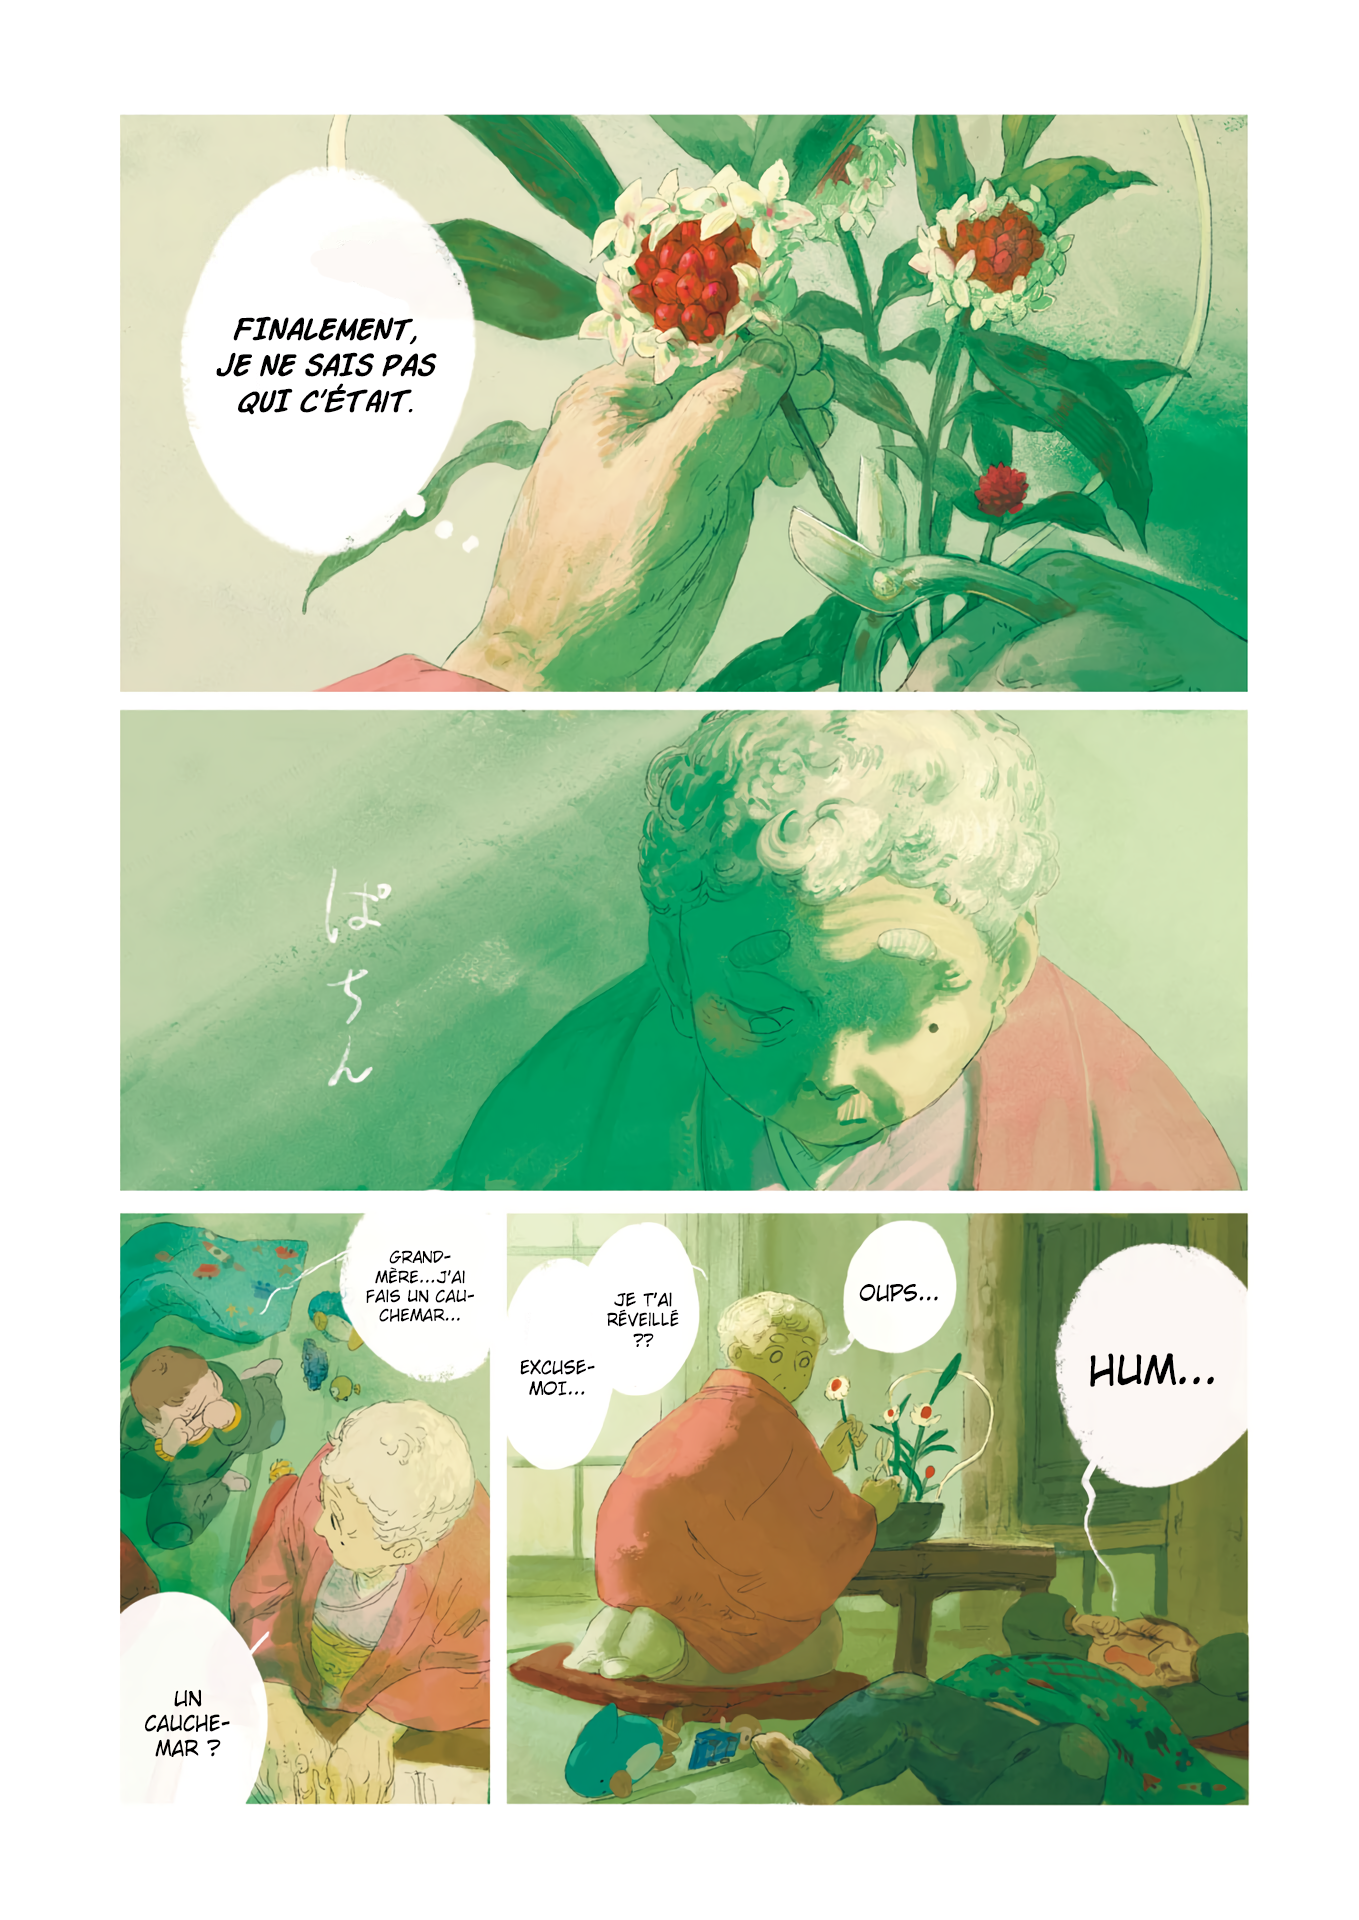 FINALEMENT,
JE NE SAIS PAS
QUI C'ÉTAIT.
ぱちん
HUM...
OUPS...
JE T'AI
RÉVEILLÉ
??
EXCUSE-
MOI...
GRAND-
MÈRE...J'AI
FAIS UN CAU-
CHEMAR...
UN
CAUCHE-
MAR ?